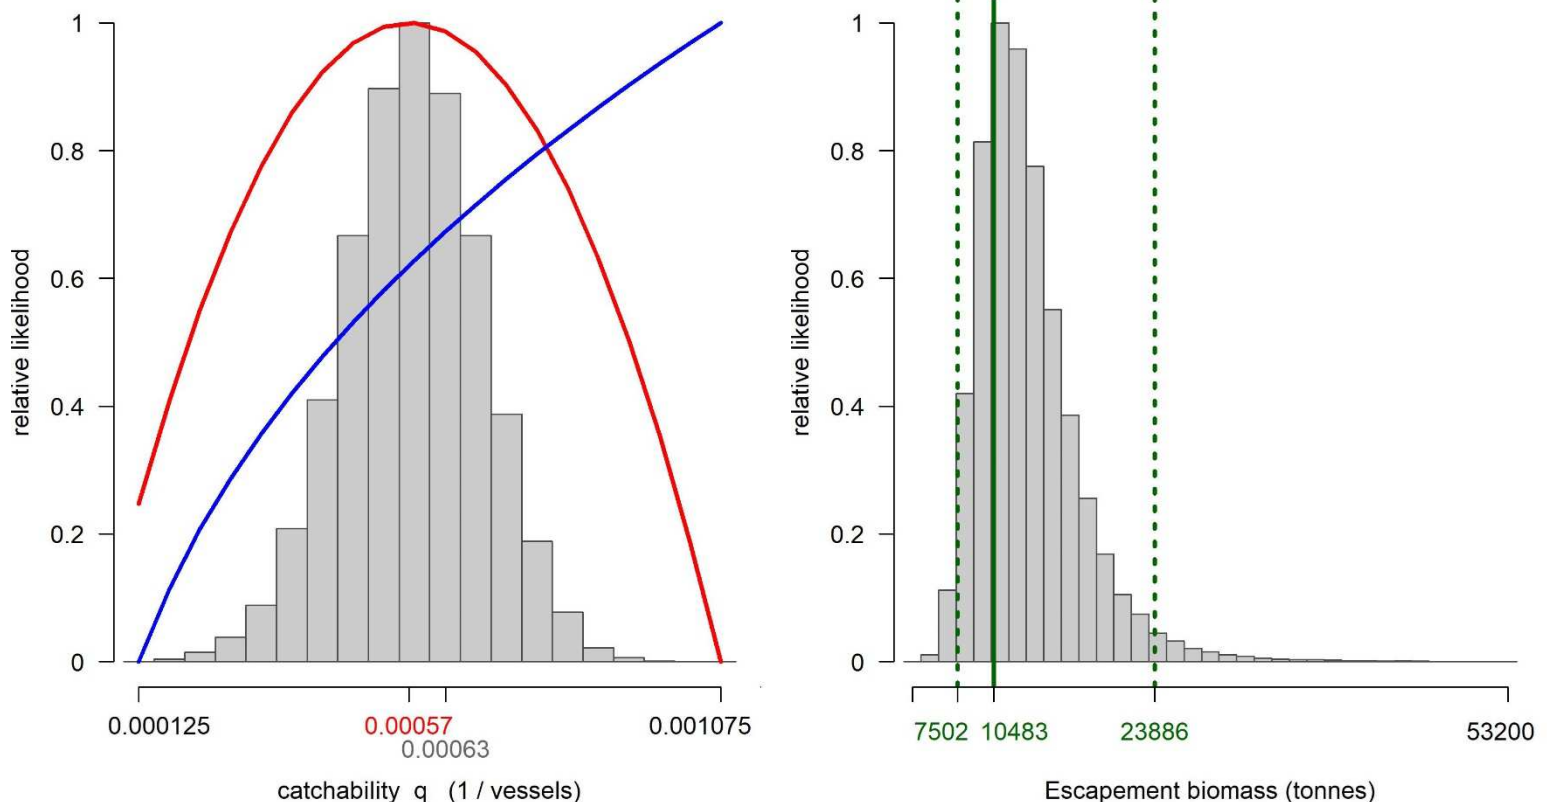 relative likelihood
1
0.8
0.6
0.4
0.2
0
0.000125 0.00057 0.001075
0.00063
catchability q (1 / vessels)
relative likelihood
1
0.8
0.6
0.4
0.2
0
7502 10483 23886 53200
Escapement biomass (tonnes)